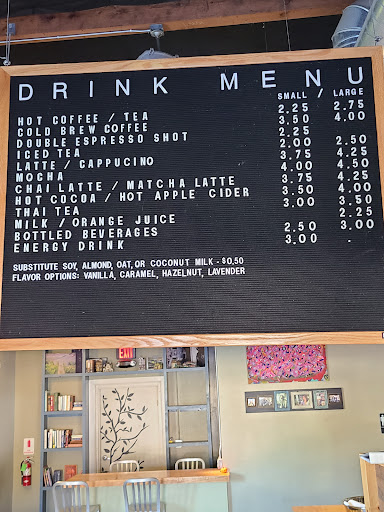 DRINK MENU
SMALL / LARGE
HOT COFFEE / TEA 2.25 2.75
COLD BREW COFFEE 3.50 4.00
DOUBLE ESPRESSO SHOT 2.25
ICED TEA 2.00 2.50
LATTE / CAPPUCINO 3.75 4.25
MOCHA 4.00 4.50
CHAI LATTE / MATCHA LATTE 3.75 4.25
HOT COCOA / HOT APPLE CIDER 3.50 4.00
THAI TEA 3.00 3.50
MILK / ORANGE JUICE 2.25
BOTTLED BEVERAGES 2.50 3.00
ENERGY DRINK 3.00 -
SUBSTITUTE SOY, ALMOND, OAT, OR COCONUT MILK - $0.50
FLAVOR OPTIONS: VANILLA, CARAMEL, HAZELNUT, LAVENDER
EXIT